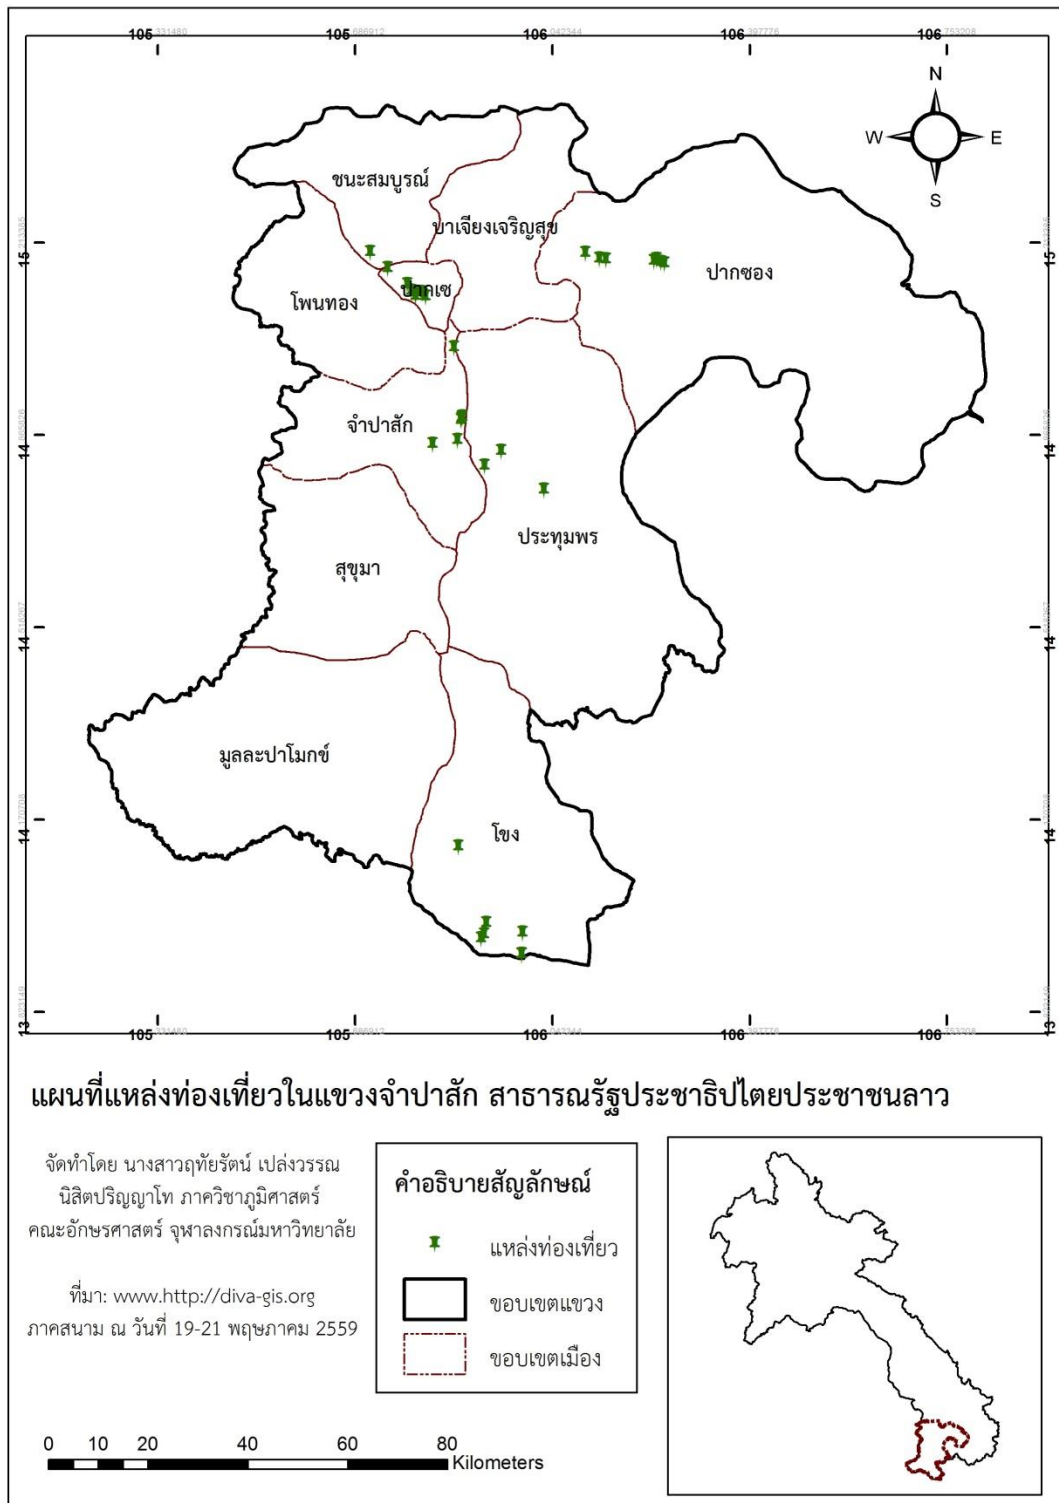 105.331480 105.686912 106.042344 106.397776 106.753208
N
W E
S
ชนะสมบูรณ์
บาเจียงเจริญสุข
ปากซอง
ปากเซ
โพนทอง
จำปาสัก
ประทุมพร
สุขุมา
มูลละปาโมกข์
โขง
105.331480 105.686912 106.042344 106.397776 106.753208
แผนที่แหล่งท่องเที่ยวในแขวงจำปาสัก สาธารณรัฐประชาธิปไตยประชาชนลาว
จัดทำโดย นางสาวฤทัยรัตน์ เปล่งวรรณ
นิสิตปริญญาโท ภาควิชาภูมิศาสตร์
คณะอักษรศาสตร์ จุฬาลงกรณ์มหาวิทยาลัย
ที่มา: www.http://diva-gis.org
ภาคสนาม ณ วันที่ 19-21 พฤษภาคม 2559
คำอธิบายสัญลักษณ์
แหล่งท่องเที่ยว
ขอบเขตแขวง
ขอบเขตเมือง
0 10 20 40 60 80
Kilometers